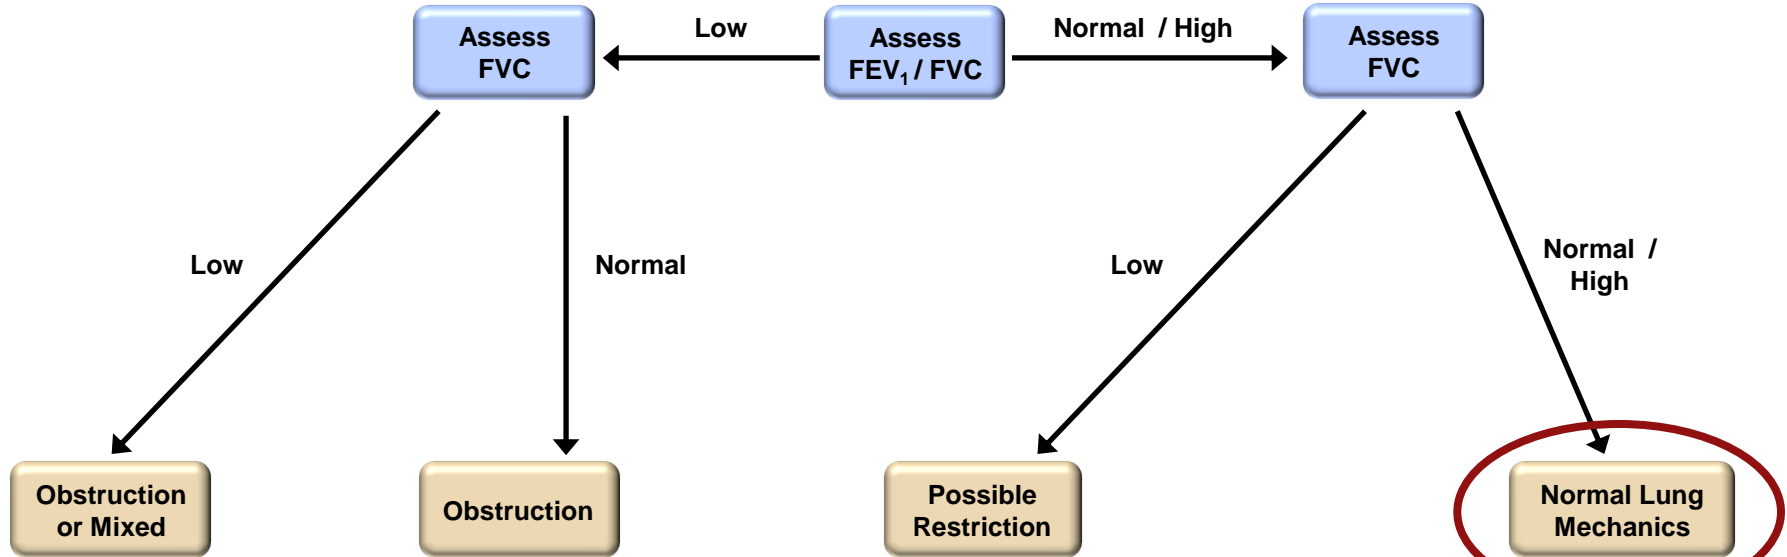 Assess
FVC
Low
Assess
FEV₁ / FVC
Normal / High
Assess
FVC
Low
Normal
Low
Normal /
High
Obstruction
or Mixed
Obstruction
Possible
Restriction
Normal Lung
Mechanics